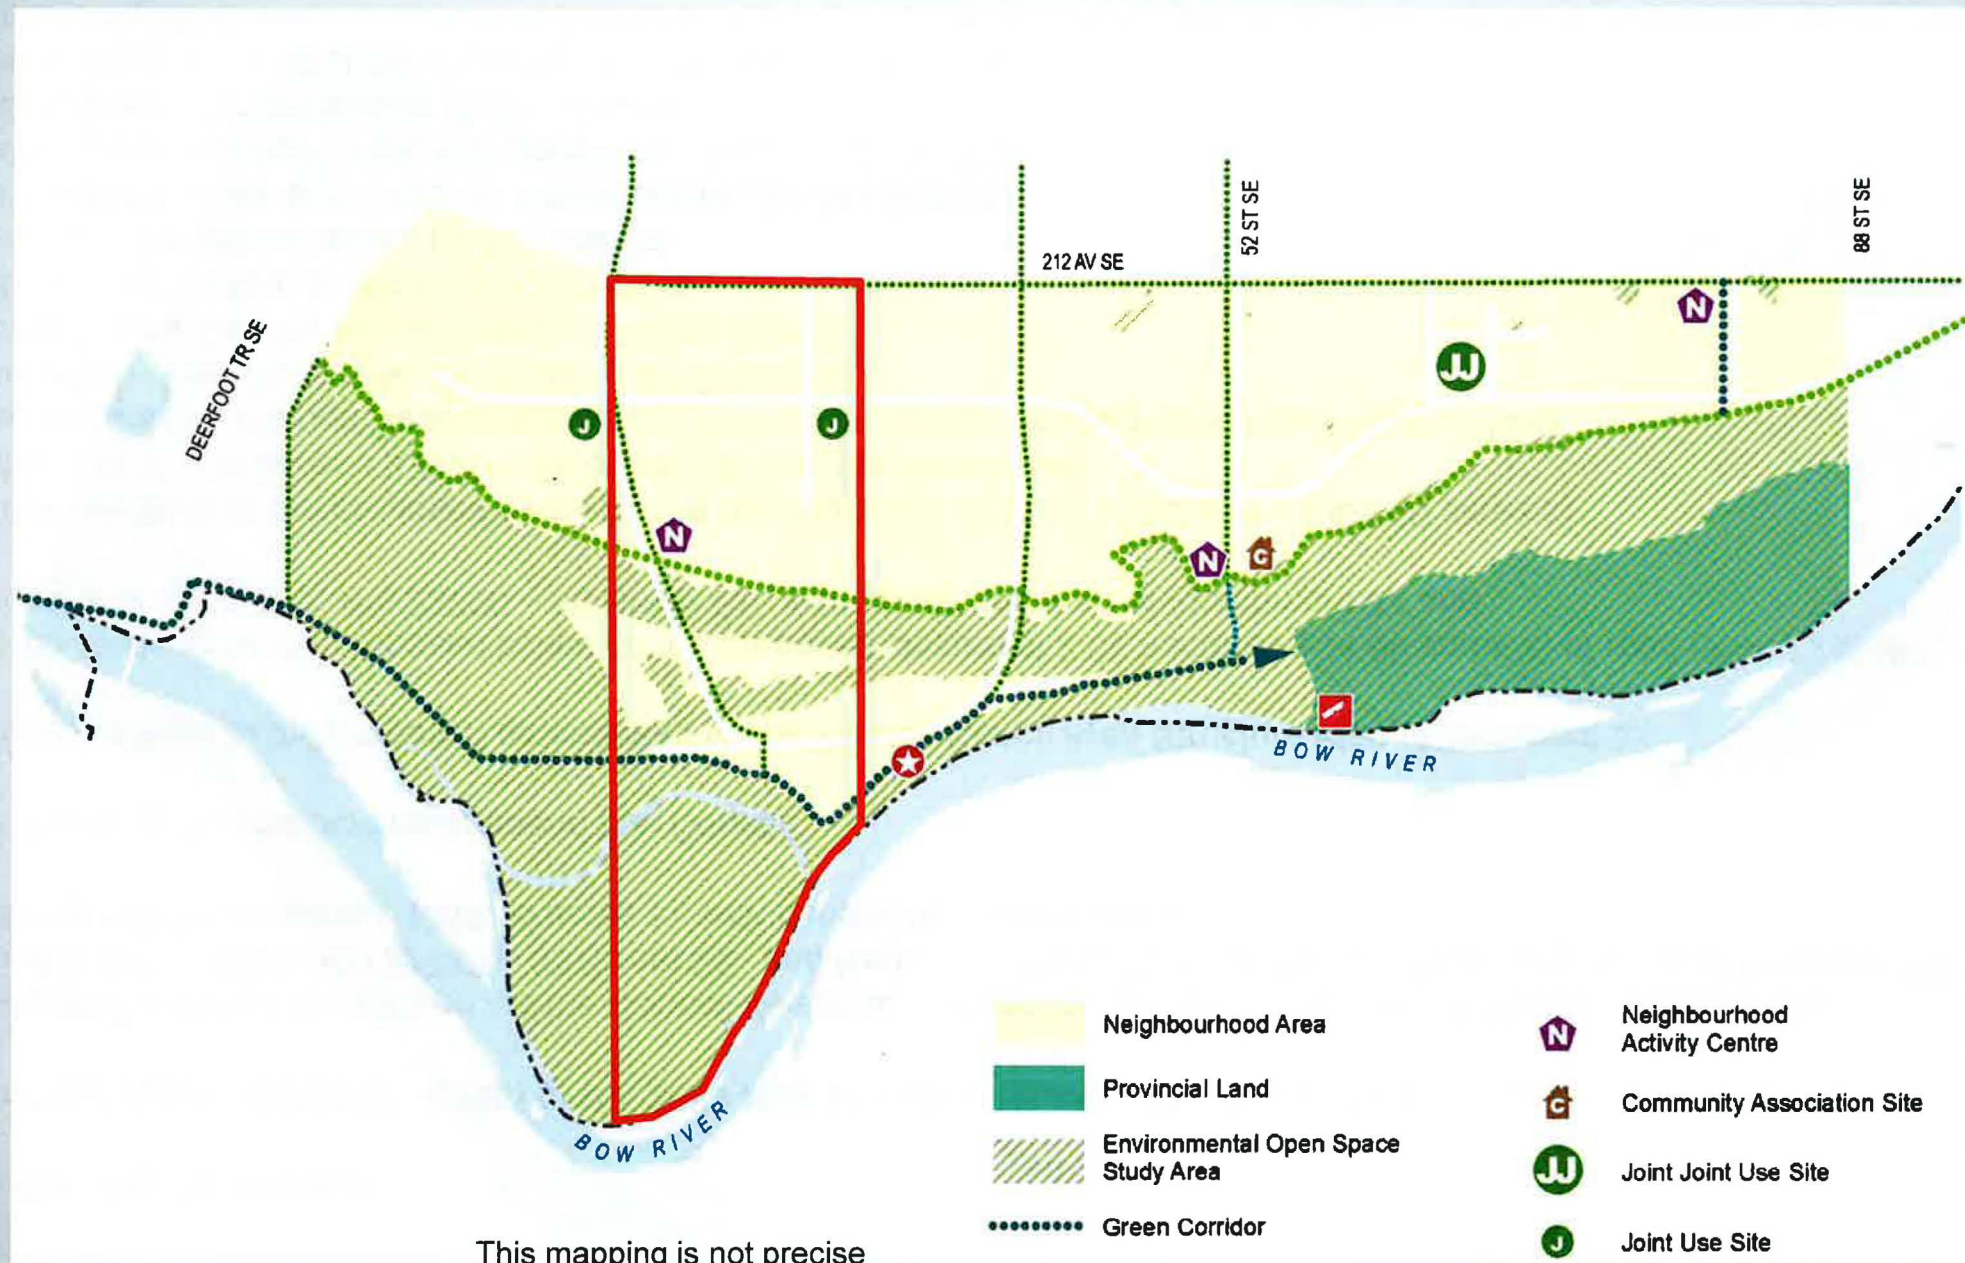 88 ST SE
52 ST SE
212 AV SE
DEERFOOT TR SE
N
JJ
J
J
N
N
C
BOW RIVER
BOW RIVER
Neighbourhood Area
Provincial Land
Environmental Open Space
Study Area
Green Corridor
N
Neighbourhood
Activity Centre
C
Community Association Site
JJ
Joint Joint Use Site
J
Joint Use Site
This mapping is not precise